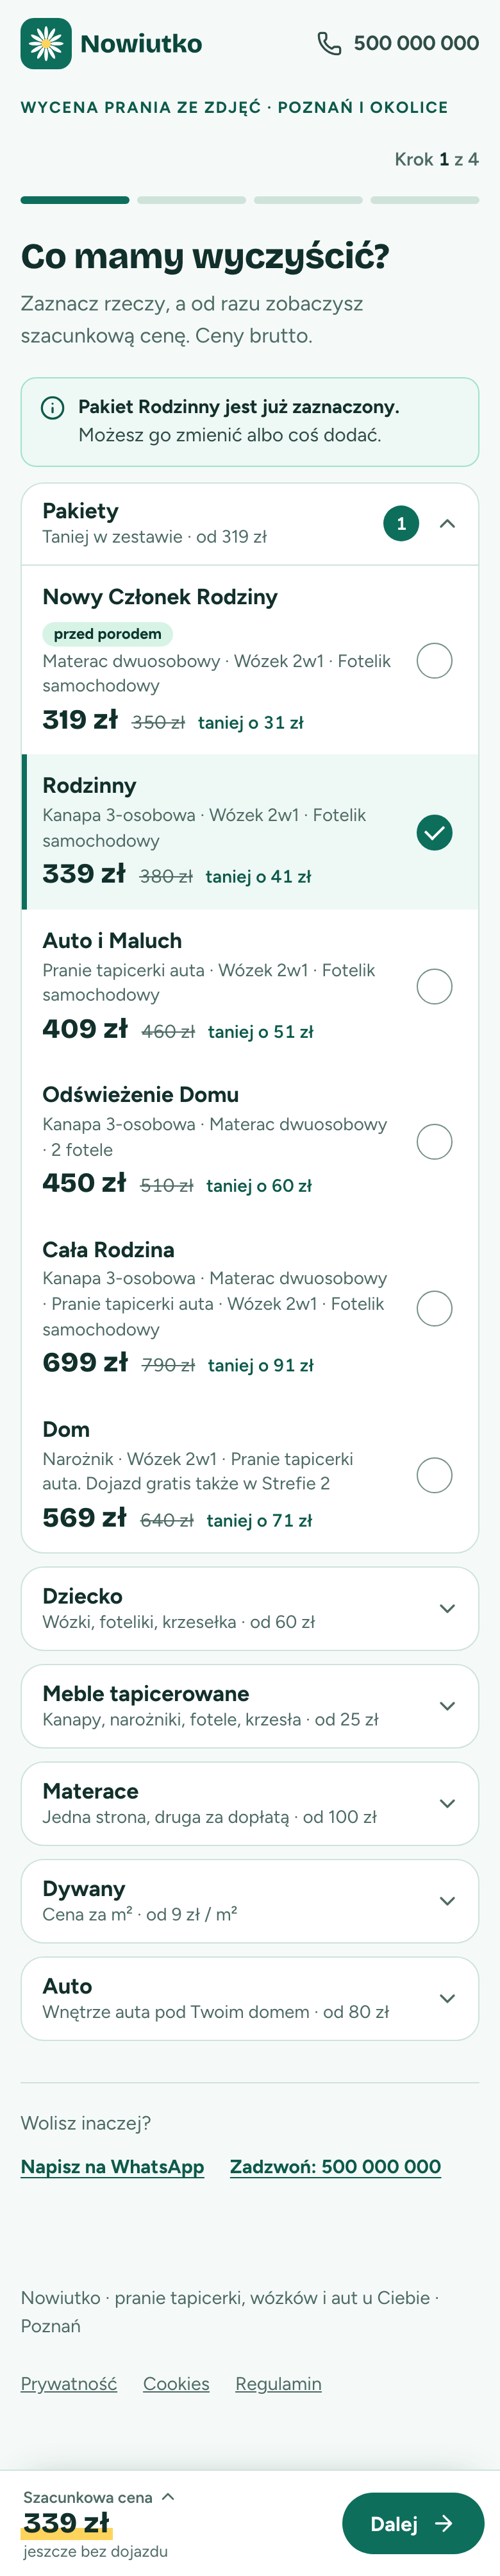 Nowiutko
500 000 000
WYCENA PRANIA ZE ZDJĘĆ · POZNAŃ I OKOLICE
Krok 1 z 4
Co mamy wyczyścić?
Zaznacz rzeczy, a od razu zobaczysz
szacunkową cenę. Ceny brutto.
Pakiet Rodzinny jest już zaznaczony.
Możesz go zmienić albo coś dodać.
Pakiety
Taniej w zestawie · od 319 zł
1
Nowy Członek Rodziny
przed porodem
Materac dwuosobowy · Wózek 2w1 · Fotelik
samochodowy
319 zł 350 zł taniej o 31 zł
Rodzinny
Kanapa 3-osobowa · Wózek 2w1 · Fotelik
samochodowy
339 zł 380 zł taniej o 41 zł
Auto i Maluch
Pranie tapicerki auta · Wózek 2w1 · Fotelik
samochodowy
409 zł 460 zł taniej o 51 zł
Odświeżenie Domu
Kanapa 3-osobowa · Materac dwuosobowy
· 2 fotele
450 zł 510 zł taniej o 60 zł
Cała Rodzina
Kanapa 3-osobowa · Materac dwuosobowy
· Pranie tapicerki auta · Wózek 2w1 · Fotelik
samochodowy
699 zł 790 zł taniej o 91 zł
Dom
Narożnik · Wózek 2w1 · Pranie tapicerki
auta. Dojazd gratis także w Strefie 2
569 zł 640 zł taniej o 71 zł
Dziecko
Wózki, foteliki, krzesełka · od 60 zł
Meble tapicerowane
Kanapy, narożniki, fotele, krzesła · od 25 zł
Materace
Jedna strona, druga za dopłatą · od 100 zł
Dywany
Cena za m² · od 9 zł / m²
Auto
Wnętrze auta pod Twoim domem · od 80 zł
Wolisz inaczej?
Napisz na WhatsApp Zadzwoń: 500 000 000
Nowiutko · pranie tapicerki, wózków i aut u Ciebie ·
Poznań
Prywatność Cookies Regulamin
Szacunkowa cena
339 zł
jeszcze bez dojazdu
Dalej